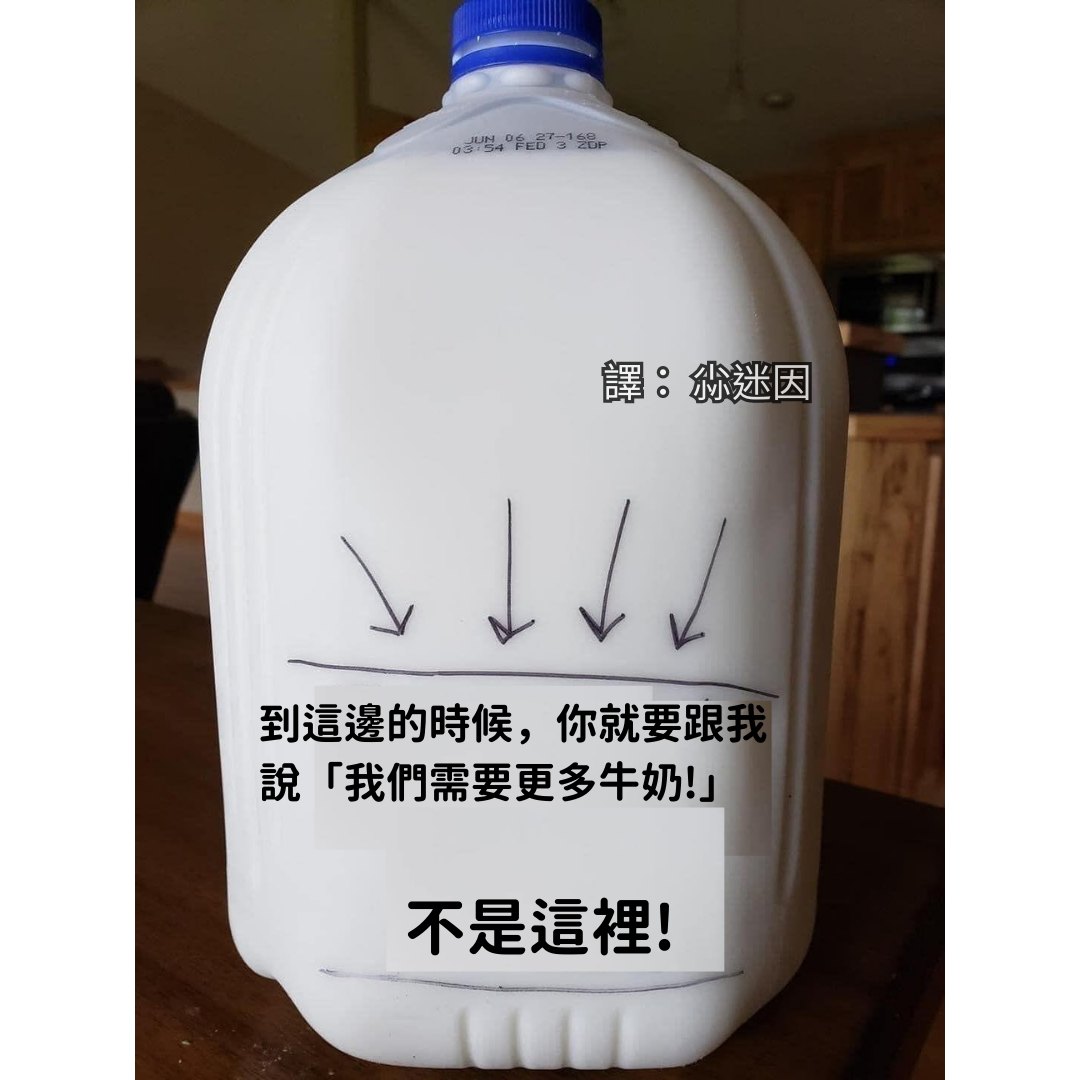 JUN 06 27-168
03:54 FED 3 ZDP
譯：尛迷因
到這邊的時候，你就要跟我
說「我們需要更多牛奶!」
不是這裡!